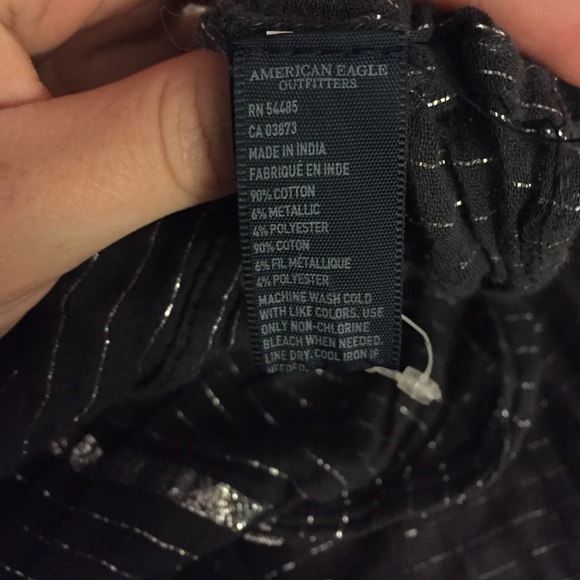 AMERICAN EAGLE
OUTFITTERS
RN 54485
CA 03873
MADE IN INDIA
FABRIQUÉ EN INDE
90% COTTON
6% METALLIC
4% POLYESTER
90% COTON
6% FIL MÉTALLIQUE
4% POLYESTER
MACHINE WASH COLD
WITH LIKE COLORS. USE
ONLY NON-CHLORINE
BLEACH WHEN NEEDED.
LINE DRY. COOL IRON IF
NEEDED.